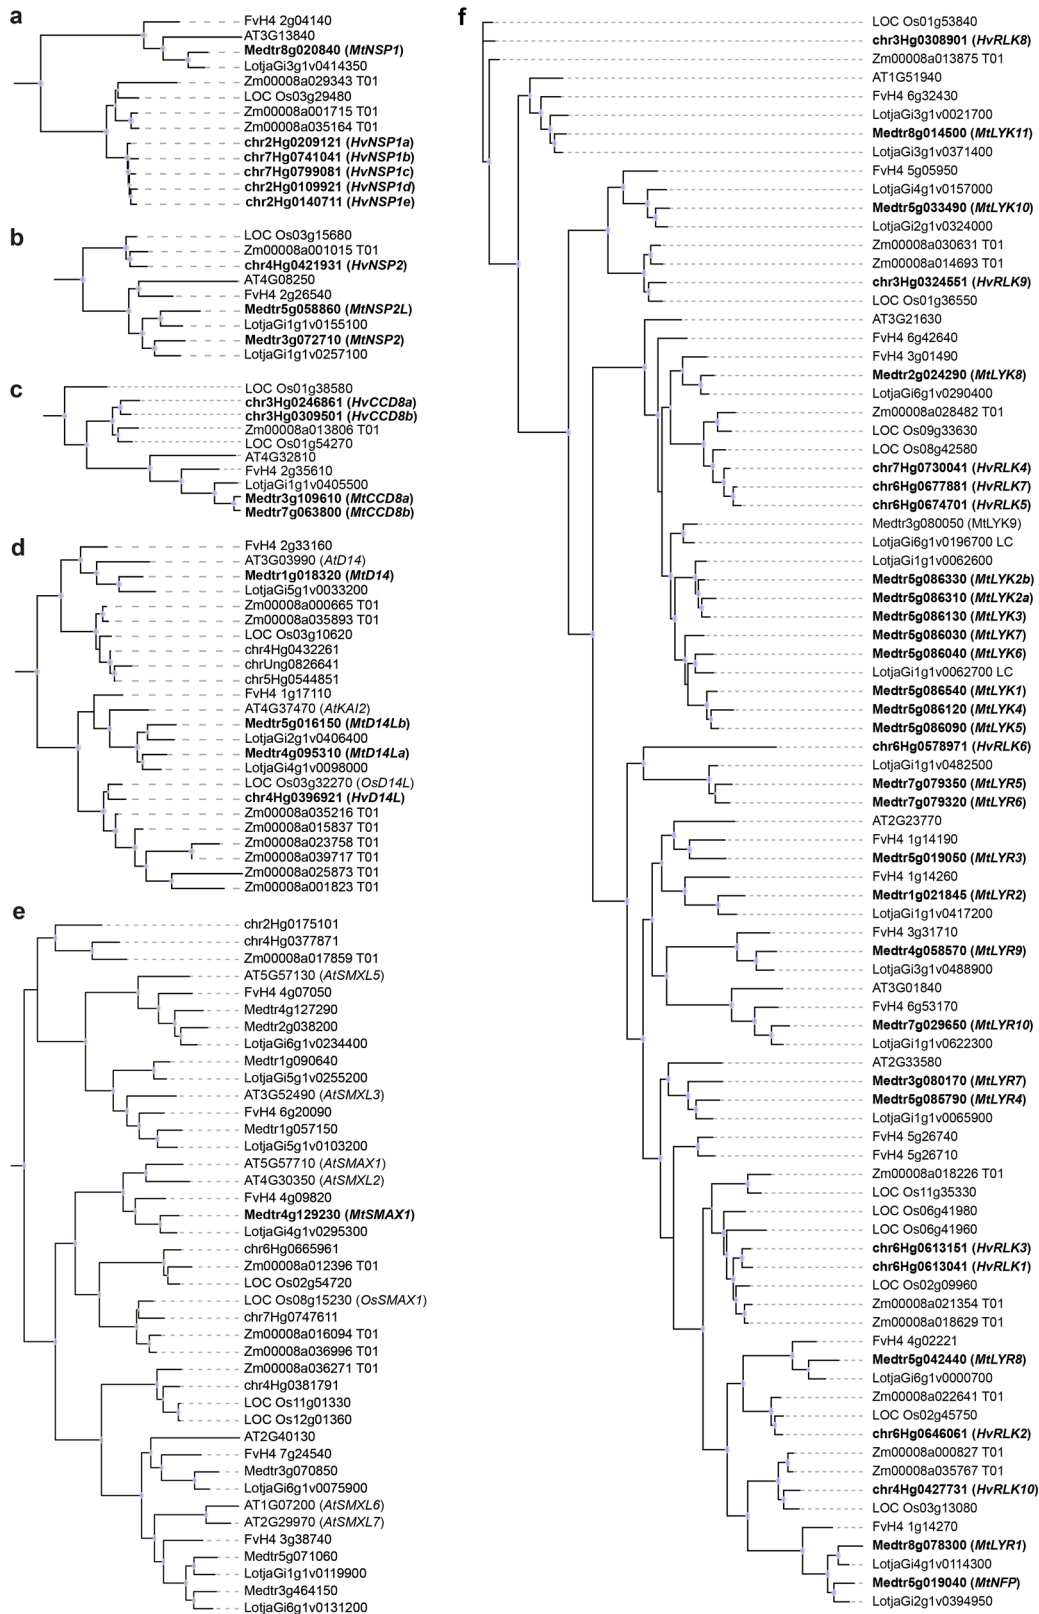 a
FvH4 2g04140
AT3G13840
Medtr8g020840 (MtNSP1)
LotjaGi3g1v0414350
Zm00008a029343 T01
LOC Os03g29480
Zm00008a001715 T01
Zm00008a035164 T01
chr2Hg0209121 (HvNSP1a)
chr7Hg0741041 (HvNSP1b)
chr7Hg0799081 (HvNSP1c)
chr2Hg0109921 (HvNSP1d)
chr2Hg0140711 (HvNSP1e)
b
LOC Os03g15680
Zm00008a001015 T01
chr4Hg0421931 (HvNSP2)
AT4G08250
FvH4 2g26540
Medtr5g058860 (MtNSP2L)
LotjaGi1g1v0155100
Medtr3g072710 (MtNSP2)
LotjaGi1g1v0257100
c
LOC Os01g38580
chr3Hg0246861 (HvCCD8a)
chr3Hg0309501 (HvCCD8b)
Zm00008a013806 T01
LOC Os01g54270
AT4G32810
FvH4 2g35610
LotjaGi1g1v0405500
Medtr3g109610 (MtCCD8a)
Medtr7g063800 (MtCCD8b)
d
FvH4 2g33160
AT3G03990 (AtD14)
Medtr1g018320 (MtD14)
LotjaGi5g1v0033200
Zm00008a000665 T01
Zm00008a035893 T01
LOC Os03g10620
chr4Hg0432261
chrUng0826641
chr5Hg0544851
FvH4 1g17110
AT4G37470 (AtKAI2)
Medtr5g016150 (MtD14Lb)
LotjaGi2g1v0406400
Medtr4g095310 (MtD14La)
LotjaGi4g1v0098000
LOC Os03g32270 (OsD14L)
chr4Hg0396921 (HvD14L)
Zm00008a035216 T01
Zm00008a015837 T01
Zm00008a023758 T01
Zm00008a039717 T01
Zm00008a025873 T01
Zm00008a001823 T01
e
chr2Hg0175101
chr4Hg0377871
Zm00008a017859 T01
AT5G57130 (AtSMXL5)
FvH4 4g07050
Medtr4g127290
Medtr2g038200
LotjaGi6g1v0234400
Medtr1g090640
LotjaGi5g1v0255200
AT3G52490 (AtSMXL3)
FvH4 6g20090
Medtr1g057150
LotjaGi5g1v0103200
AT5G57710 (AtSMAX1)
AT4G30350 (AtSMXL2)
FvH4 4g09820
Medtr4g129230 (MtSMAX1)
LotjaGi4g1v0295300
chr6Hg0665961
Zm00008a012396 T01
LOC Os02g54720
LOC Os08g15230 (OsSMAX1)
chr7Hg0747611
Zm00008a016094 T01
Zm00008a036996 T01
Zm00008a036271 T01
chr4Hg0381791
LOC Os11g01330
LOC Os12g01360
AT2G40130
FvH4 7g24540
Medtr3g070850
LotjaGi6g1v0075900
AT1G07200 (AtSMXL6)
AT2G29970 (AtSMXL7)
FvH4 3g38740
Medtr5g071060
LotjaGi1g1v0119900
Medtr3g464150
LotjaGi6g1v0131200
f
LOC Os01g53840
chr3Hg0308901 (HvRLK8)
Zm00008a013875 T01
AT1G51940
FvH4 6g32430
LotjaGi3g1v0021700
Medtr8g014500 (MtLYK11)
LotjaGi3g1v0371400
FvH4 5g05950
LotjaGi4g1v0157000
Medtr5g033490 (MtLYK10)
LotjaGi2g1v0324000
Zm00008a030631 T01
Zm00008a014693 T01
chr3Hg0324551 (HvRLK9)
LOC Os01g36550
AT3G21630
FvH4 6g42640
FvH4 3g01490
Medtr2g024290 (MtLYK8)
LotjaGi6g1v0290400
Zm00008a028482 T01
LOC Os09g33630
LOC Os08g42580
chr7Hg0730041 (HvRLK4)
chr6Hg0677881 (HvRLK7)
chr6Hg0674701 (HvRLK5)
Medtr3g080050 (MtLYK9)
LotjaGi6g1v0196700 LC
LotjaGi1g1v0062600
Medtr5g086330 (MtLYK2b)
Medtr5g086310 (MtLYK2a)
Medtr5g086130 (MtLYK3)
Medtr5g086030 (MtLYK7)
Medtr5g086040 (MtLYK6)
LotjaGi1g1v0062700 LC
Medtr5g086540 (MtLYK1)
Medtr5g086120 (MtLYK4)
Medtr5g086090 (MtLYK5)
chr6Hg0578971 (HvRLK6)
LotjaGi1g1v0482500
Medtr7g079350 (MtLYR5)
Medtr7g079320 (MtLYR6)
AT2G23770
FvH4 1g14190
Medtr5g019050 (MtLYR3)
FvH4 1g14260
Medtr1g021845 (MtLYR2)
LotjaGi1g1v0417200
FvH4 3g31710
Medtr4g058570 (MtLYR9)
LotjaGi3g1v0488900
AT3G01840
FvH4 6g53170
Medtr7g029650 (MtLYR10)
LotjaGi1g1v0622300
AT2G33580
Medtr3g080170 (MtLYR7)
Medtr5g085790 (MtLYR4)
LotjaGi1g1v0065900
FvH4 5g26740
FvH4 5g26710
Zm00008a018226 T01
LOC Os11g35330
LOC Os06g41980
LOC Os06g41960
chr6Hg0613151 (HvRLK3)
chr6Hg0613041 (HvRLK1)
LOC Os02g09960
Zm00008a021354 T01
Zm00008a018629 T01
FvH4 4g02221
Medtr5g042440 (MtLYR8)
LotjaGi6g1v0000700
Zm00008a022641 T01
LOC Os02g45750
chr6Hg0646061 (HvRLK2)
Zm00008a000827 T01
Zm00008a035767 T01
chr4Hg0427731 (HvRLK10)
LOC Os03g13080
FvH4 1g14270
Medtr8g078300 (MtLYR1)
LotjaGi4g1v0114300
Medtr5g019040 (MtNFP)
LotjaGi2g1v0394950